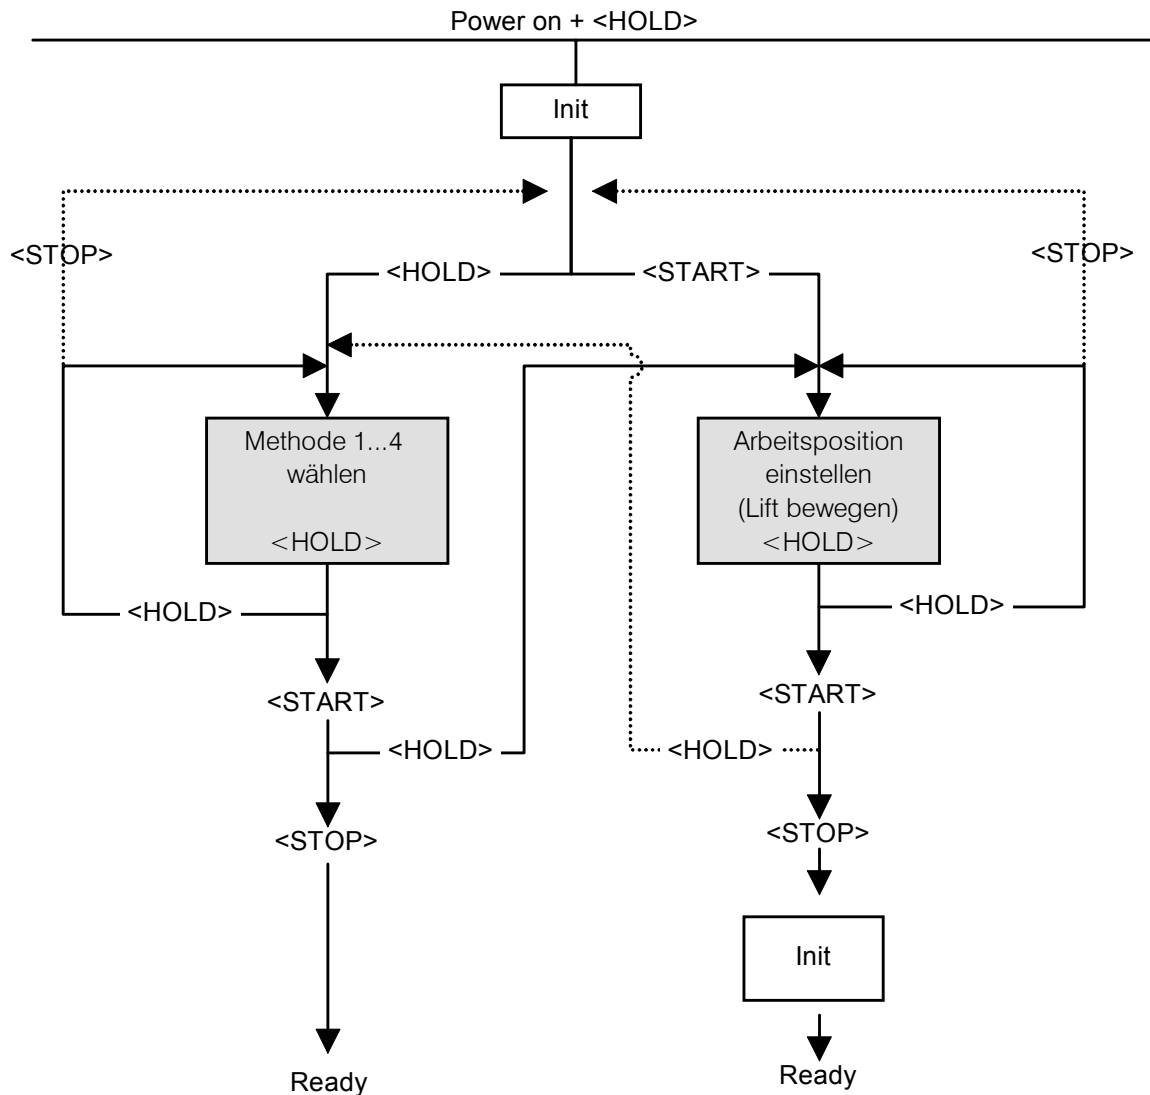 Power on + <HOLD>
Init
<STOP>
<STOP>
<HOLD>
<START>
Methode 1...4
wählen
<HOLD>
Arbeitsposition
einstellen
(Lift bewegen)
<HOLD>
<HOLD>
<HOLD>
<START>
<START>
<HOLD>
<HOLD>
<STOP>
<STOP>
Init
Ready
Ready